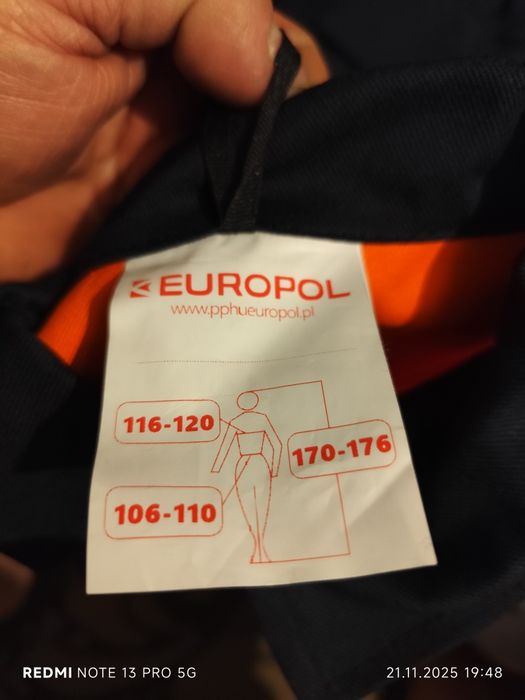 EUROPOL
www.pphueuropol.pl
116-120
170-176
106-110
REDMI NOTE 13 PRO 5G
21.11.2025 19:48